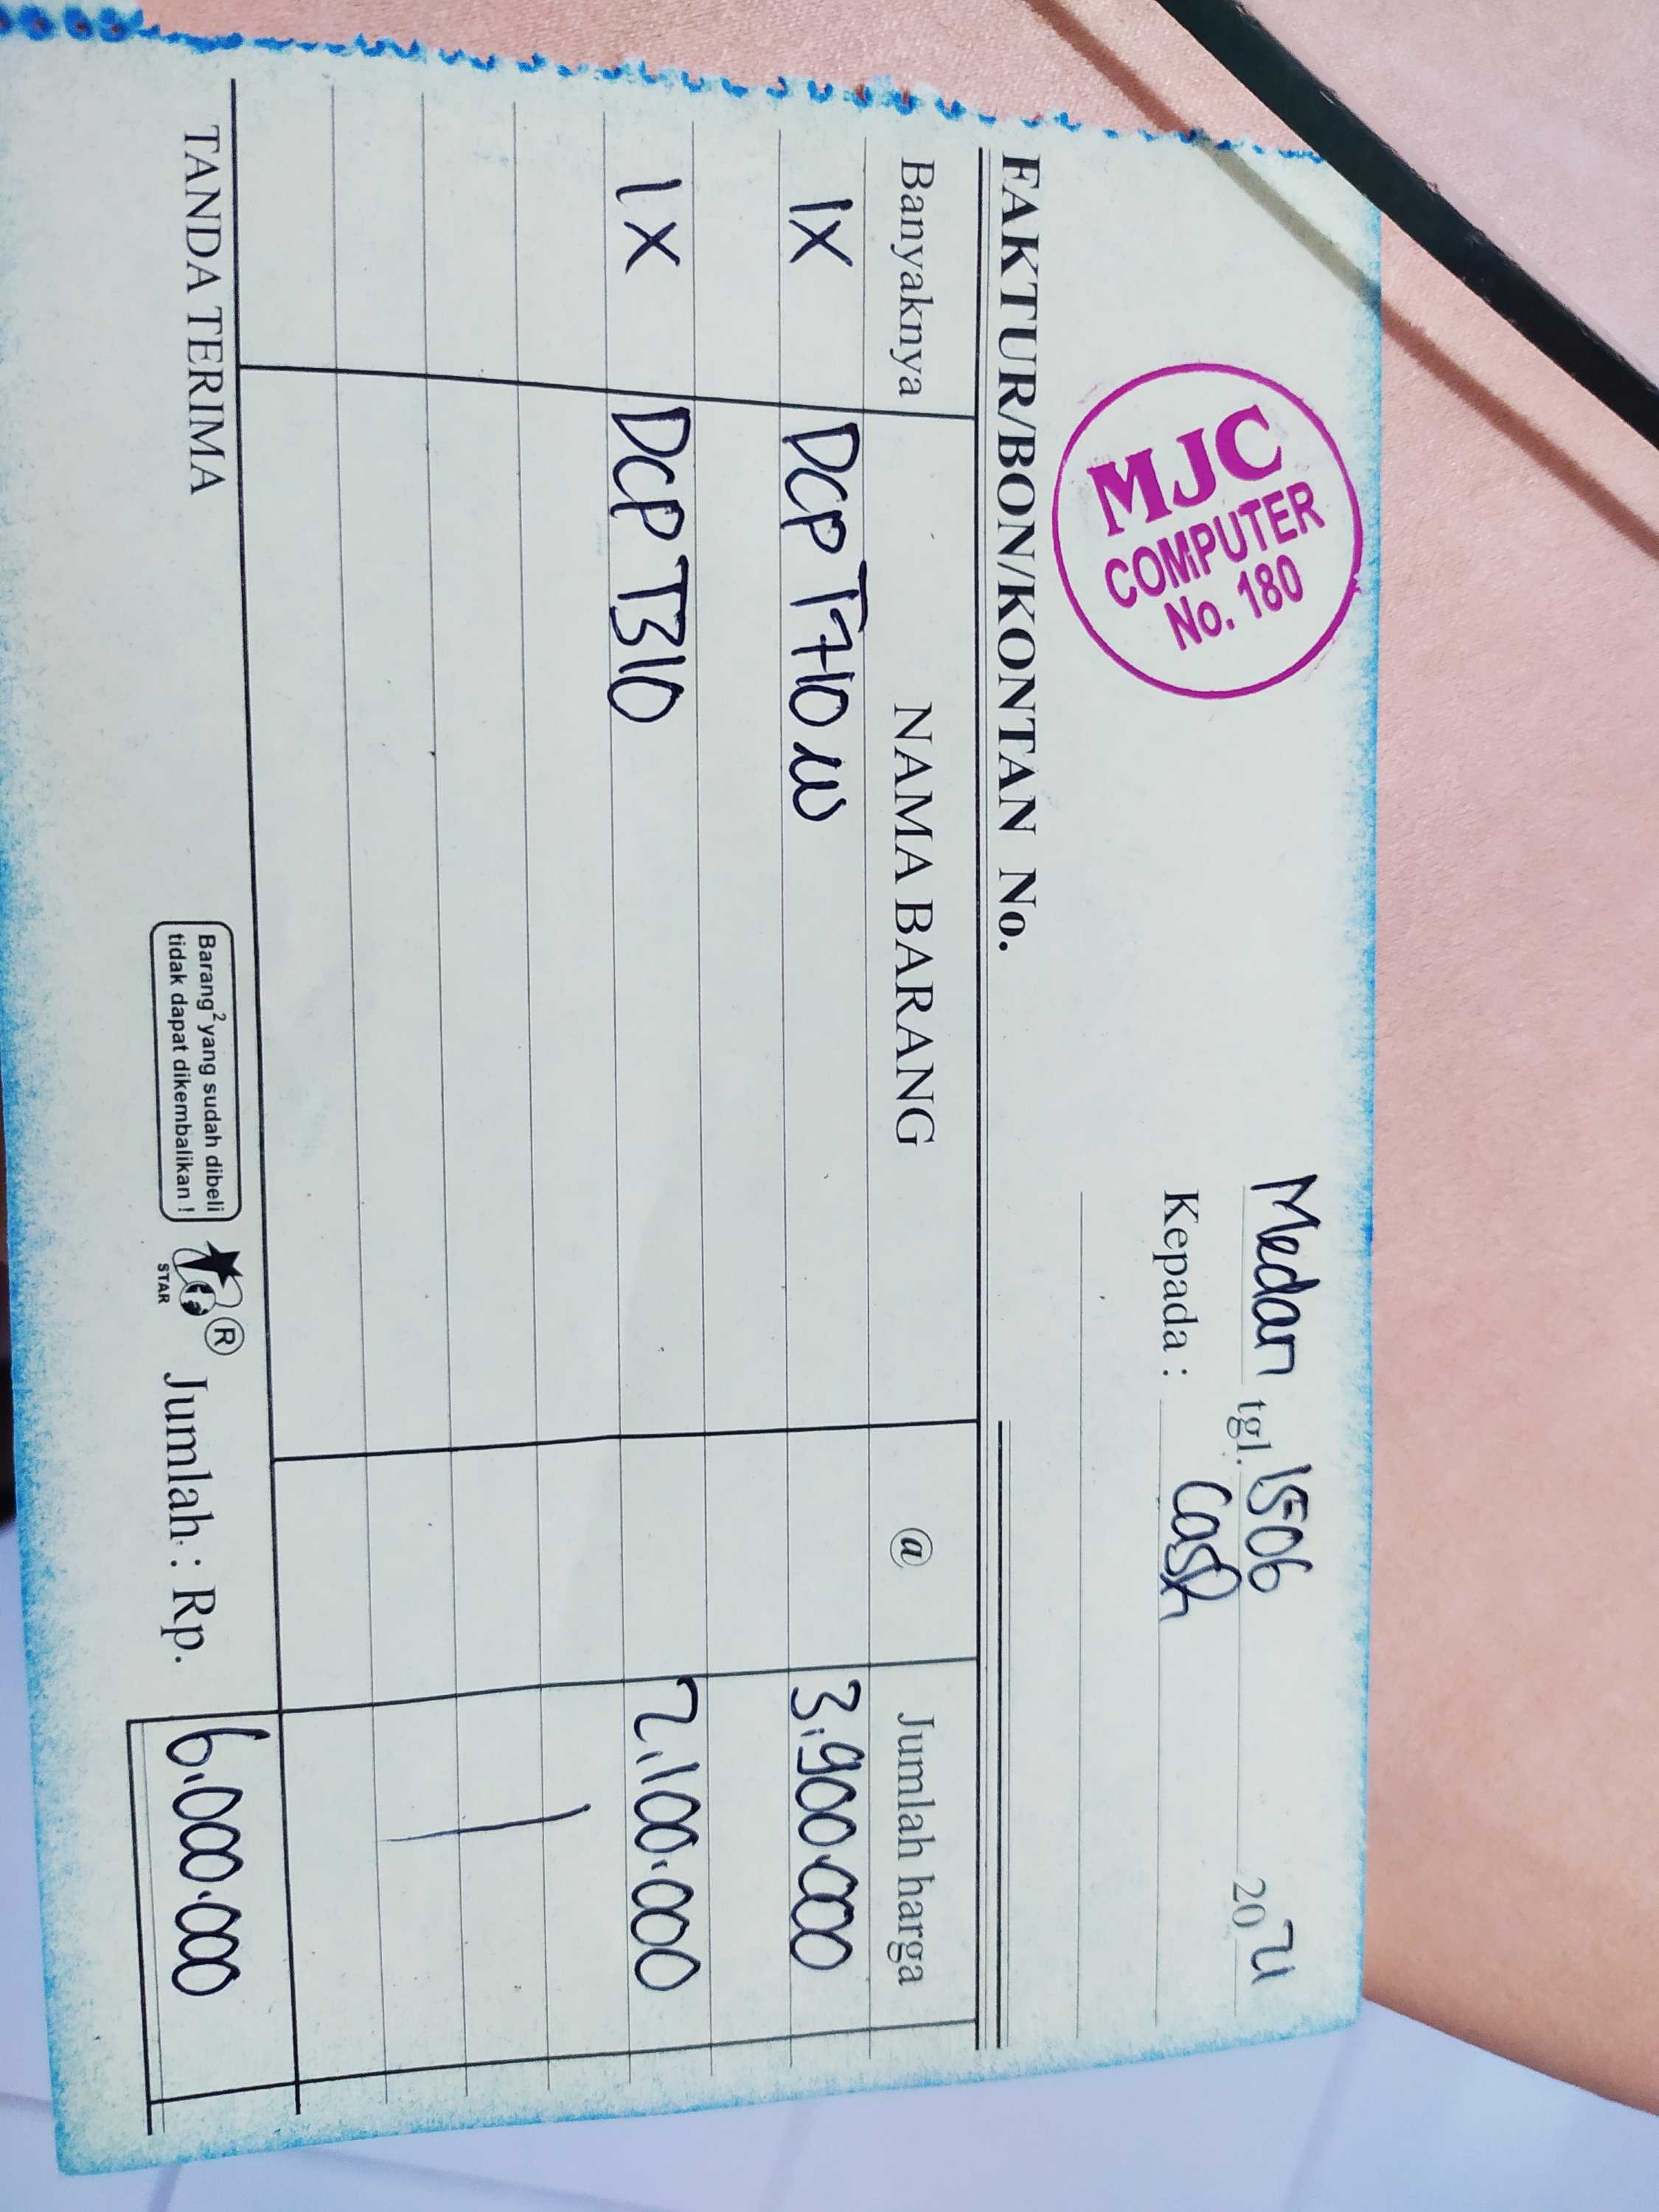 MJC
COMPUTER
No. 180
Medan tgl. 15-06 20 21
Kepada : Cash
FAKTUR/BON/KONTAN No.
Banyaknya NAMA BARANG @ Jumlah harga
1X DCP T710 W 3.900.000
1X DCP T310 2.100.000
TANDA TERIMA
Barang² yang sudah dibeli
tidak dapat dikembalikan !
STAR
®
Jumlah : Rp. 6.000.000